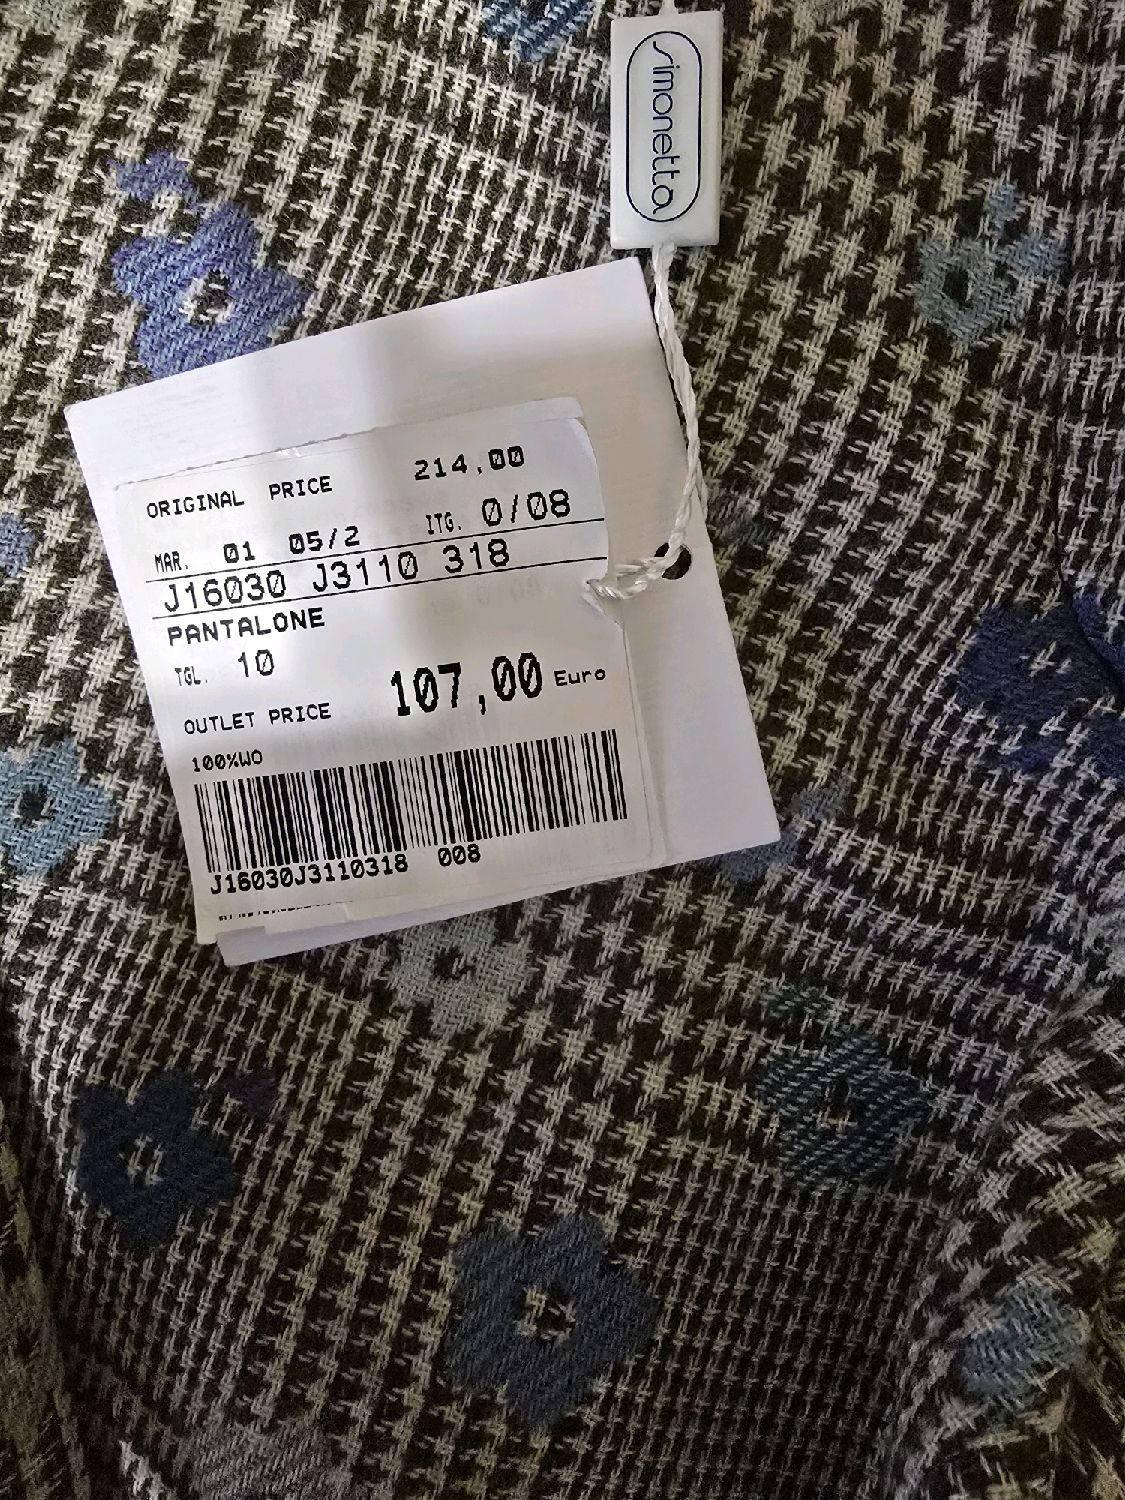 simonetta
ORIGINAL PRICE 214,00
MAR. 01 05/2 ITG. 0/08
J16030 J3110 318
PANTALONE
TGL. 10
OUTLET PRICE 107,00 Euro
100%WO
J16030J3110318 008